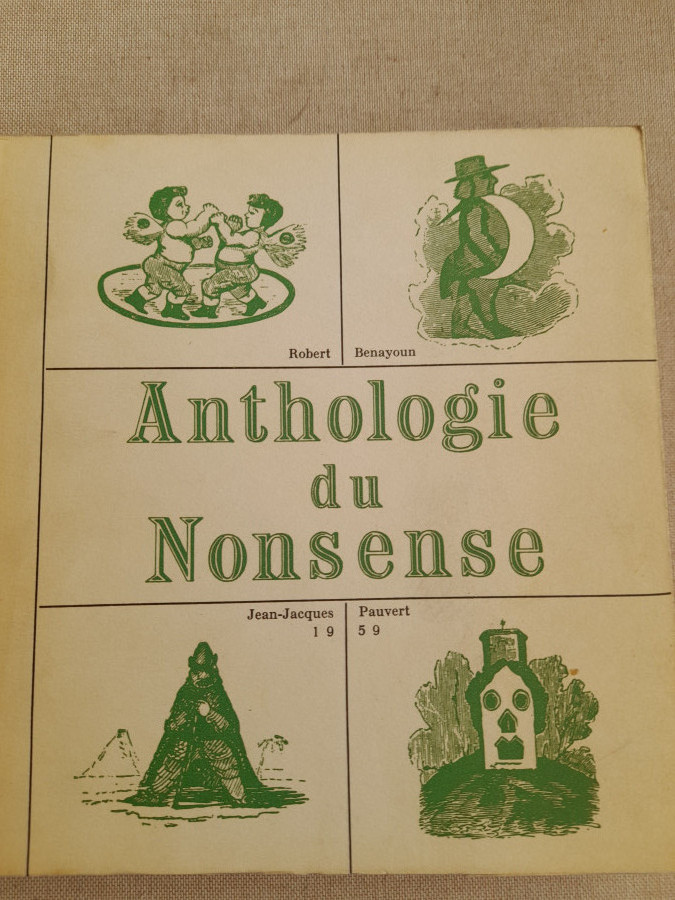 Robert Benayoun
Anthologie
du
Nonsense
Jean-Jacques Pauvert
19 59